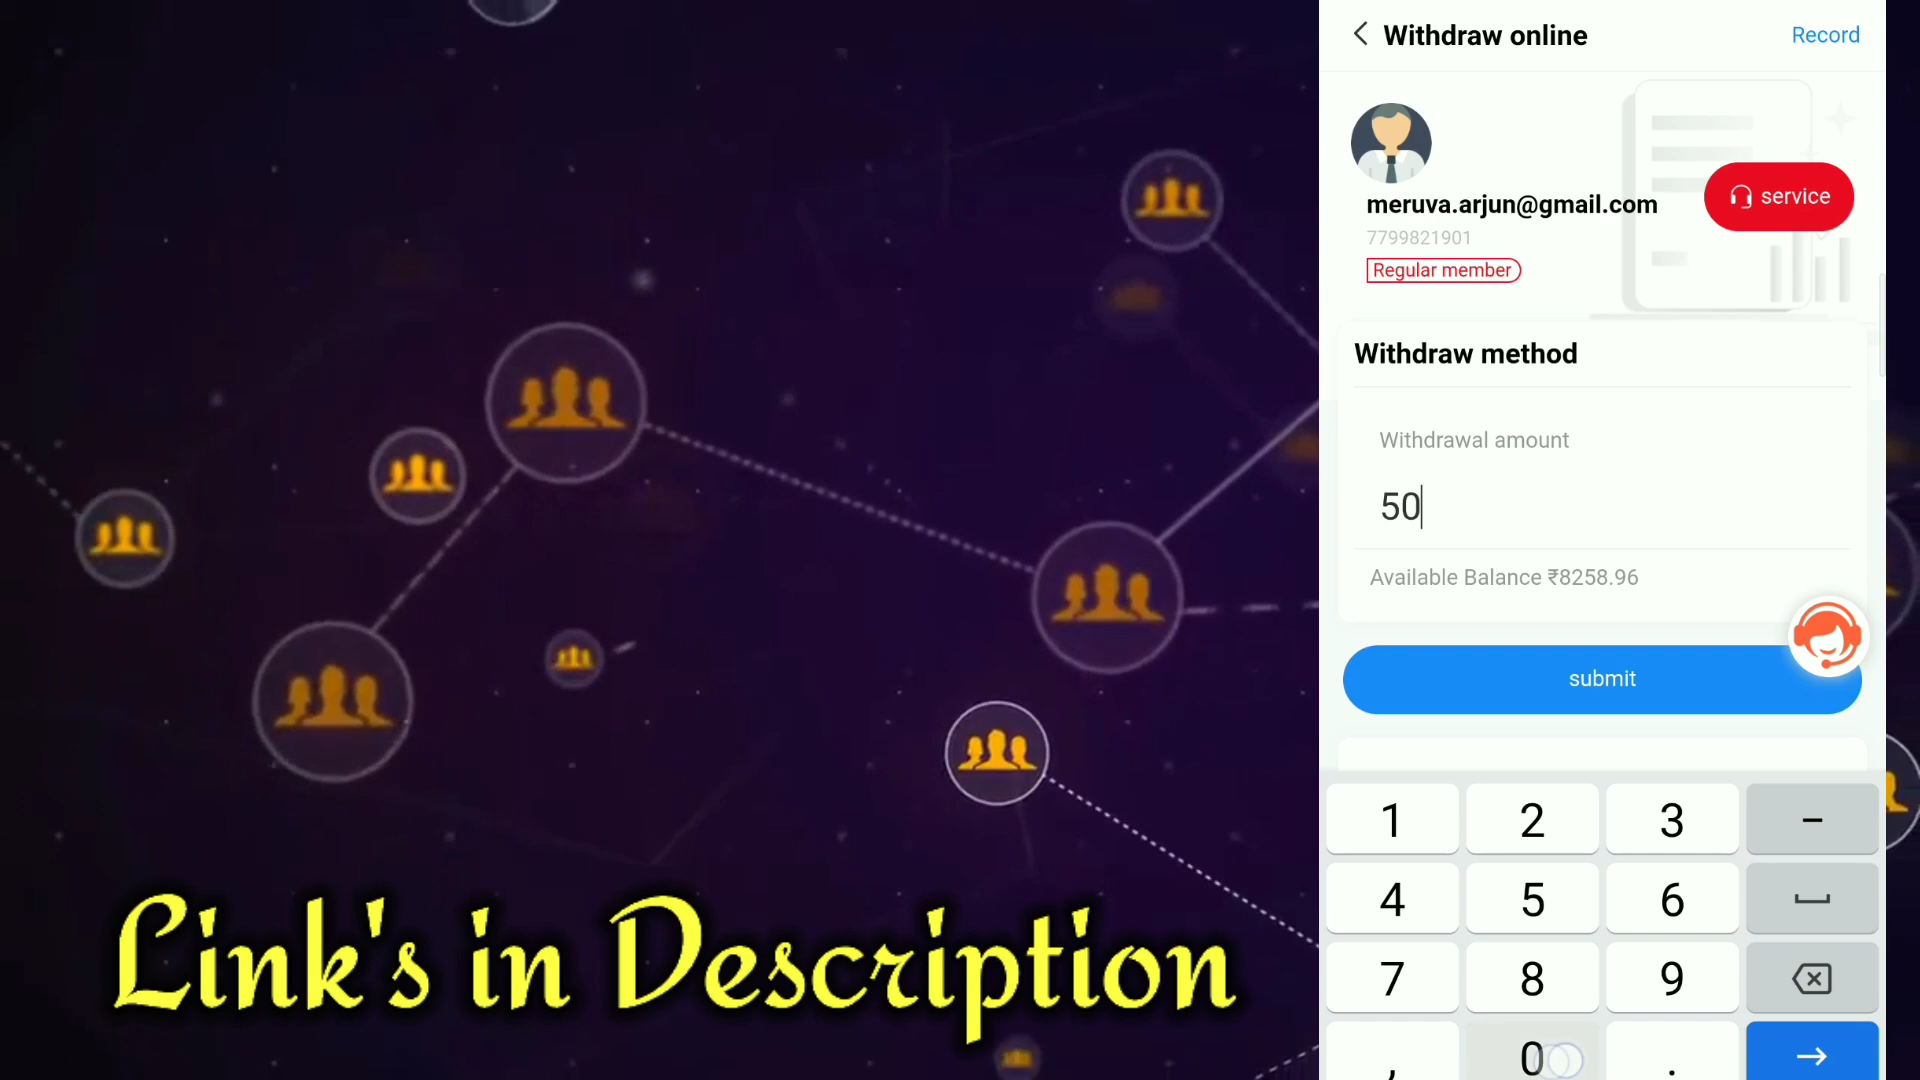 Withdraw online
Record
meruva.arjun@gmail.com
7799821901
Regular member
service
Withdraw method
Withdrawal amount
50
Available Balance ₹8258.96
submit
1 2 3 −
4 5 6
7 8 9
, 0 .
Link's in Description